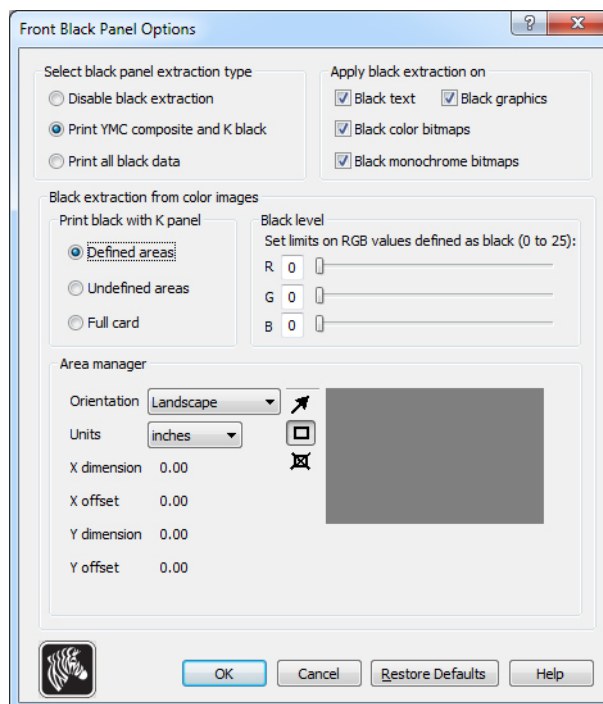 Front Black Panel Options
?
Select black panel extraction type
Disable black extraction
Print YMC composite and K black
Print all black data
Apply black extraction on
Black text
Black graphics
Black color bitmaps
Black monochrome bitmaps
Black extraction from color images
Print black with K panel
Defined areas
Undefined areas
Full card
Black level
Set limits on RGB values defined as black (0 to 25):
R 0
G 0
B 0
Area manager
Orientation Landscape
Units inches
X dimension 0.00
X offset 0.00
Y dimension 0.00
Y offset 0.00
OK
Cancel
Restore Defaults
Help